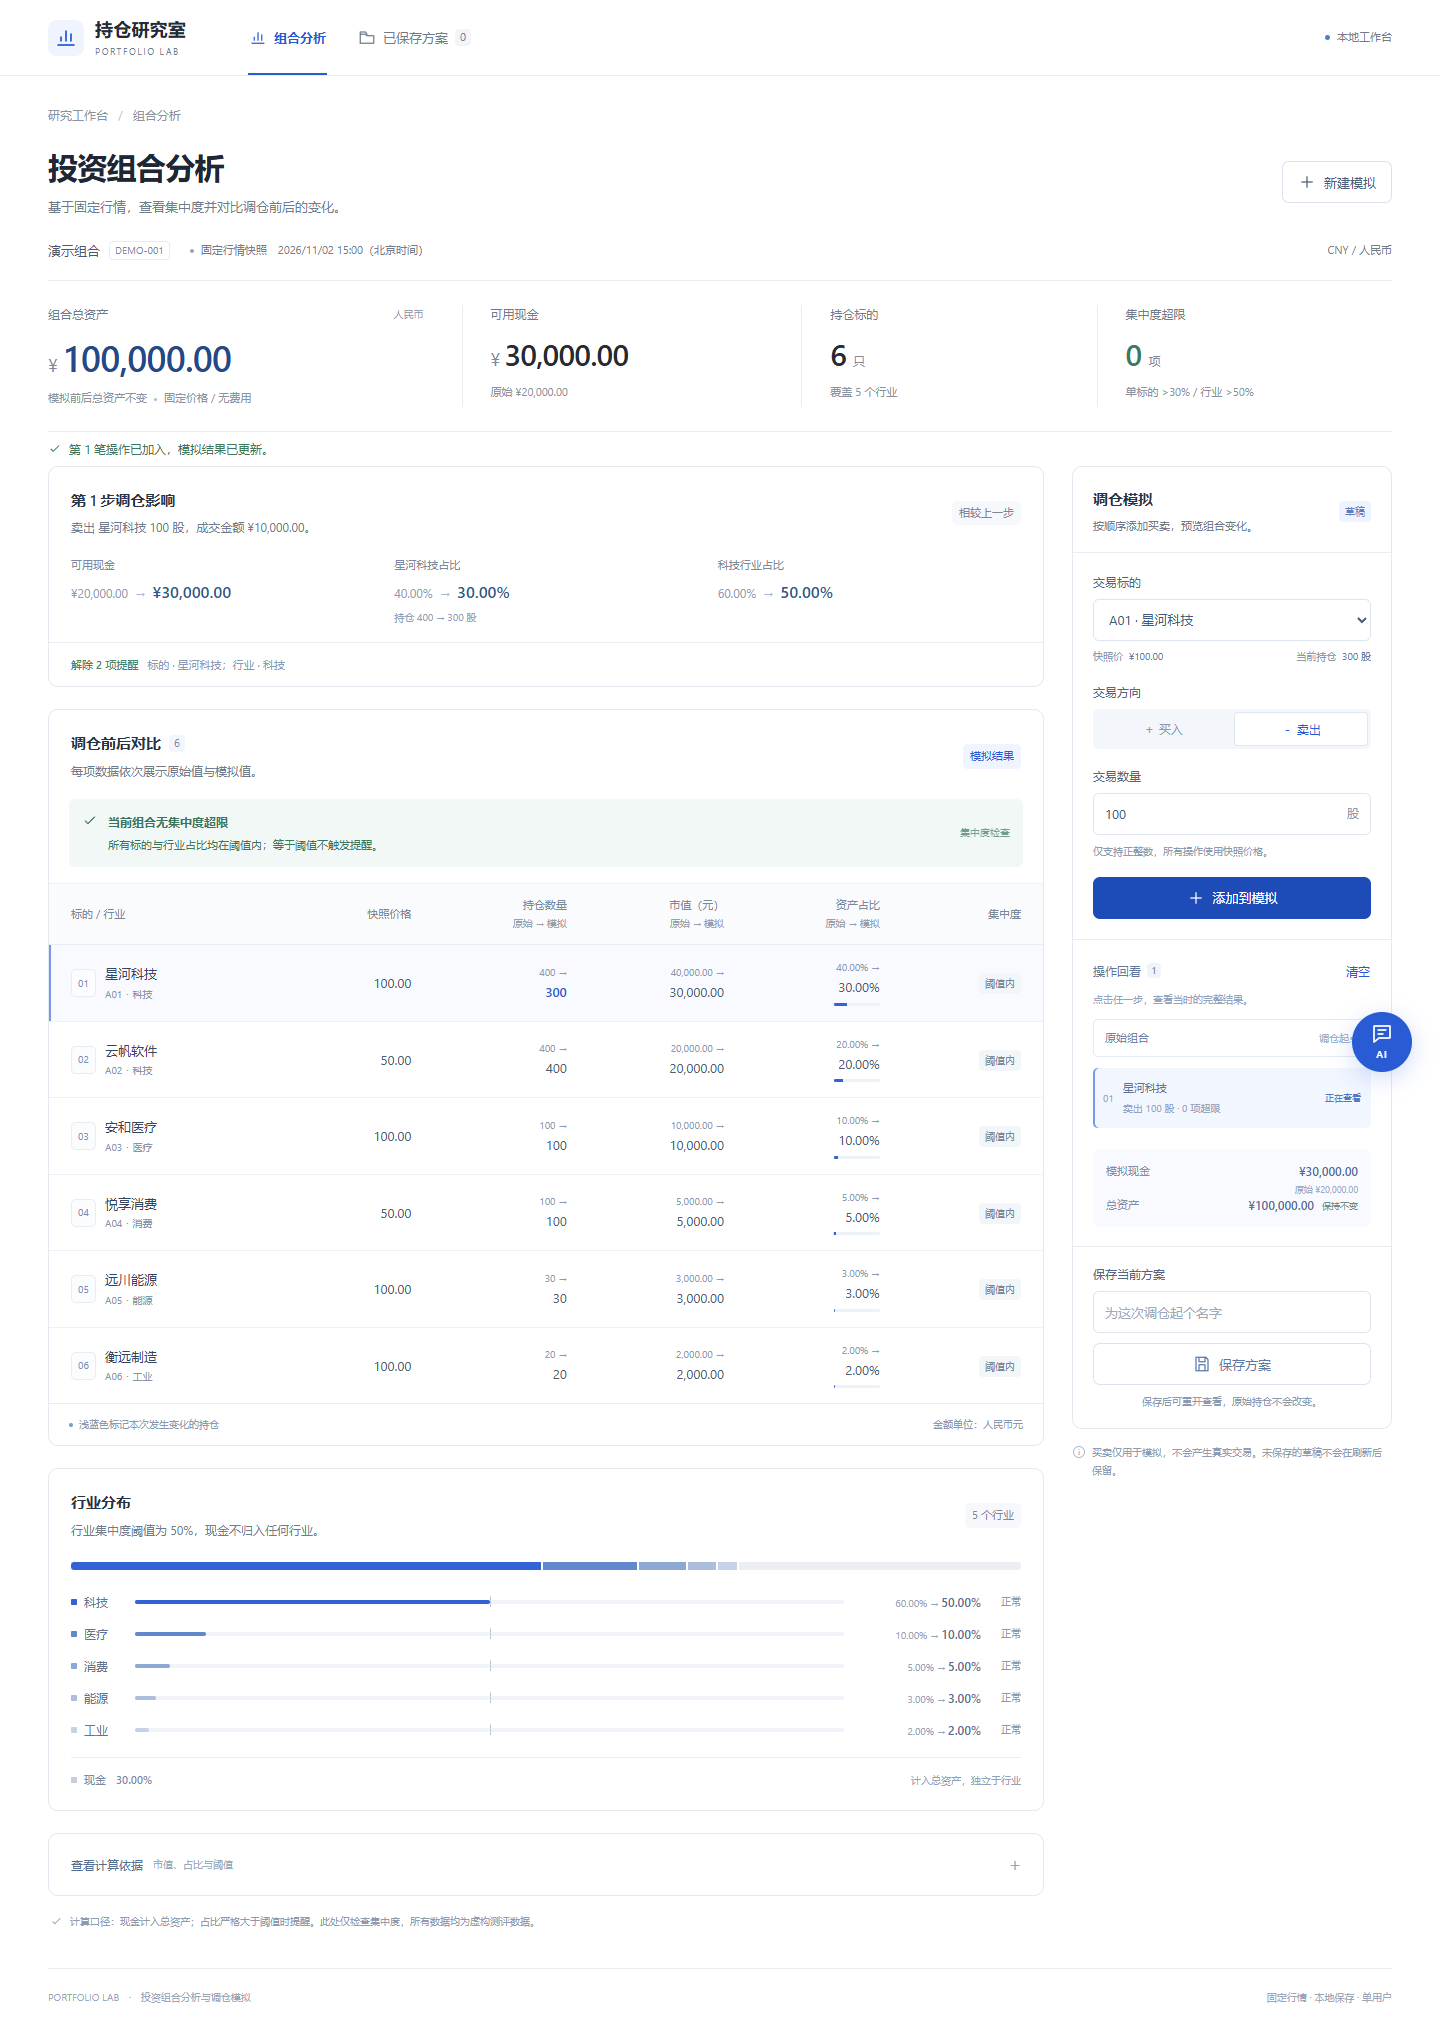 持仓研究室
PORTFOLIO LAB
组合分析
已保存方案 0
本地工作台
研究工作台 / 组合分析
投资组合分析
基于固定行情，查看集中度并对比调仓前后的变化。
新建模拟
演示组合 DEMO-001 固定行情快照 2026/11/02 15:00（北京时间）
CNY / 人民币
组合总资产 人民币
¥ 100,000.00
模拟前后总资产不变 • 固定价格 / 无费用
可用现金
¥ 30,000.00
原始 ¥20,000.00
持仓标的
6 只
覆盖 5 个行业
集中度超限
0 项
单标的 >30% / 行业 >50%
第 1 笔操作已加入，模拟结果已更新。
第 1 步调仓影响
卖出 星河科技 100 股，成交金额 ¥10,000.00。
相较上一步
可用现金
¥20,000.00 → ¥30,000.00
星河科技占比
40.00% → 30.00%
持仓 400 → 300 股
科技行业占比
60.00% → 50.00%
解除 2 项提醒 标的 · 星河科技；行业 · 科技
调仓前后对比 6
每项数据依次展示原始值与模拟值。
模拟结果
当前组合无集中度超限
所有标的与行业占比均在阈值内；等于阈值不触发提醒。
集中度检查
标的 / 行业 快照价格 持仓数量 市值（元） 资产占比 集中度
原始 → 模拟 原始 → 模拟 原始 → 模拟
01 星河科技 A01 · 科技 100.00 400 → 300 40,000.00 → 30,000.00 40.00% → 30.00% 阈值内
02 云帆软件 A02 · 科技 50.00 400 → 400 20,000.00 → 20,000.00 20.00% → 20.00% 阈值内
03 安和医疗 A03 · 医疗 100.00 100 → 100 10,000.00 → 10,000.00 10.00% → 10.00% 阈值内
04 悦享消费 A04 · 消费 50.00 100 → 100 5,000.00 → 5,000.00 5.00% → 5.00% 阈值内
05 远川能源 A05 · 能源 100.00 30 → 30 3,000.00 → 3,000.00 3.00% → 3.00% 阈值内
06 衡远制造 A06 · 工业 100.00 20 → 20 2,000.00 → 2,000.00 2.00% → 2.00% 阈值内
浅蓝色标记本次发生变化的持仓
金额单位：人民币元
行业分布
行业集中度阈值为 50%，现金不归入任何行业。
5 个行业
科技 60.00% → 50.00% 正常
医疗 10.00% → 10.00% 正常
消费 5.00% → 5.00% 正常
能源 3.00% → 3.00% 正常
工业 2.00% → 2.00% 正常
现金 30.00%
计入总资产，独立于行业
查看计算依据 市值、占比与阈值 +
计算口径：现金计入总资产；占比严格大于阈值时提醒。此处仅检查集中度，所有数据均为虚构测评数据。
调仓模拟
按顺序添加买卖，预览组合变化。
草稿
交易标的
A01 · 星河科技
快照价 ¥100.00 当前持仓 300 股
交易方向
+ 买入 - 卖出
交易数量
100 股
仅支持正整数，所有操作使用快照价格。
添加到模拟
操作回看 1 清空
点击任一步，查看当时的完整结果。
原始组合 调仓起
AI
01 星河科技
卖出 100 股 · 0 项超限
正在查看
模拟现金 ¥30,000.00
原始 ¥20,000.00
总资产 ¥100,000.00 保持不变
保存当前方案
为这次调仓起个名字
保存方案
保存后可重开查看，原始持仓不会改变。
买卖仅用于模拟，不会产生真实交易。未保存的草稿不会在刷新后
保留。
PORTFOLIO LAB · 投资组合分析与调仓模拟
固定行情 · 本地保存 · 单用户